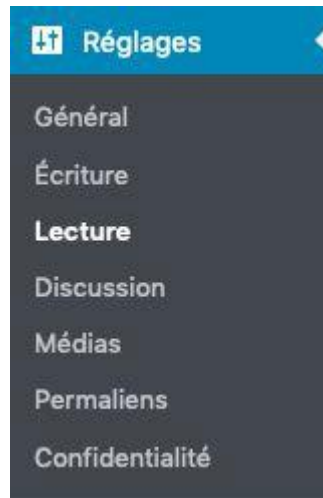 Réglages
Général
Écriture
Lecture
Discussion
Médias
Permaliens
Confidentialité